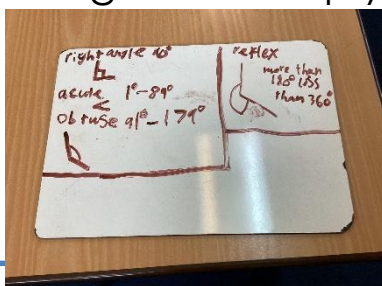 right angle 90°
acute 1°-89°
obtuse 91°-179°
reflex
more than
180° less
than 360°